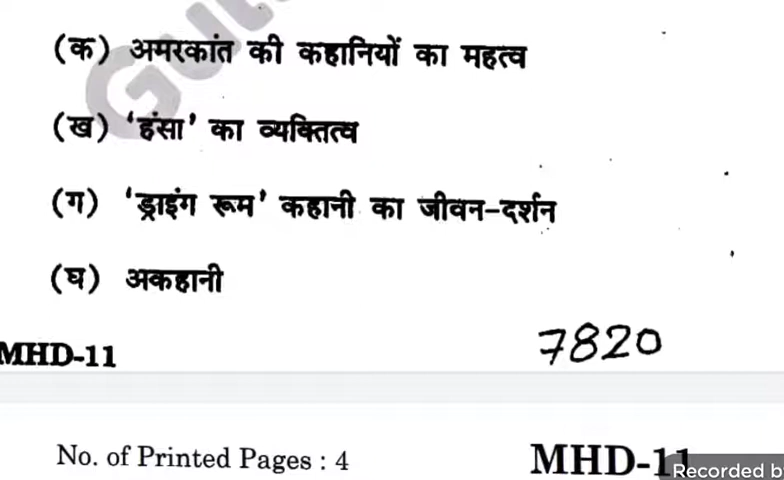 (क) अमरकांत की कहानियों का महत्व
(ख) 'हंसा' का व्यक्तित्व
(ग) 'ड्राइंग रूम' कहानी का जीवन-दर्शन
(घ) अकहानी
MHD-11
7820
No. of Printed Pages : 4
MHD-11
Recorded b